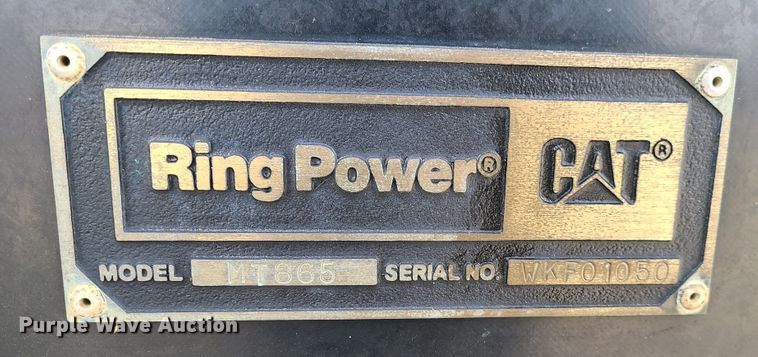 Ring Power® CAT®
MODEL MT865 SERIAL NO. WKF01050
Purple Wave Auction